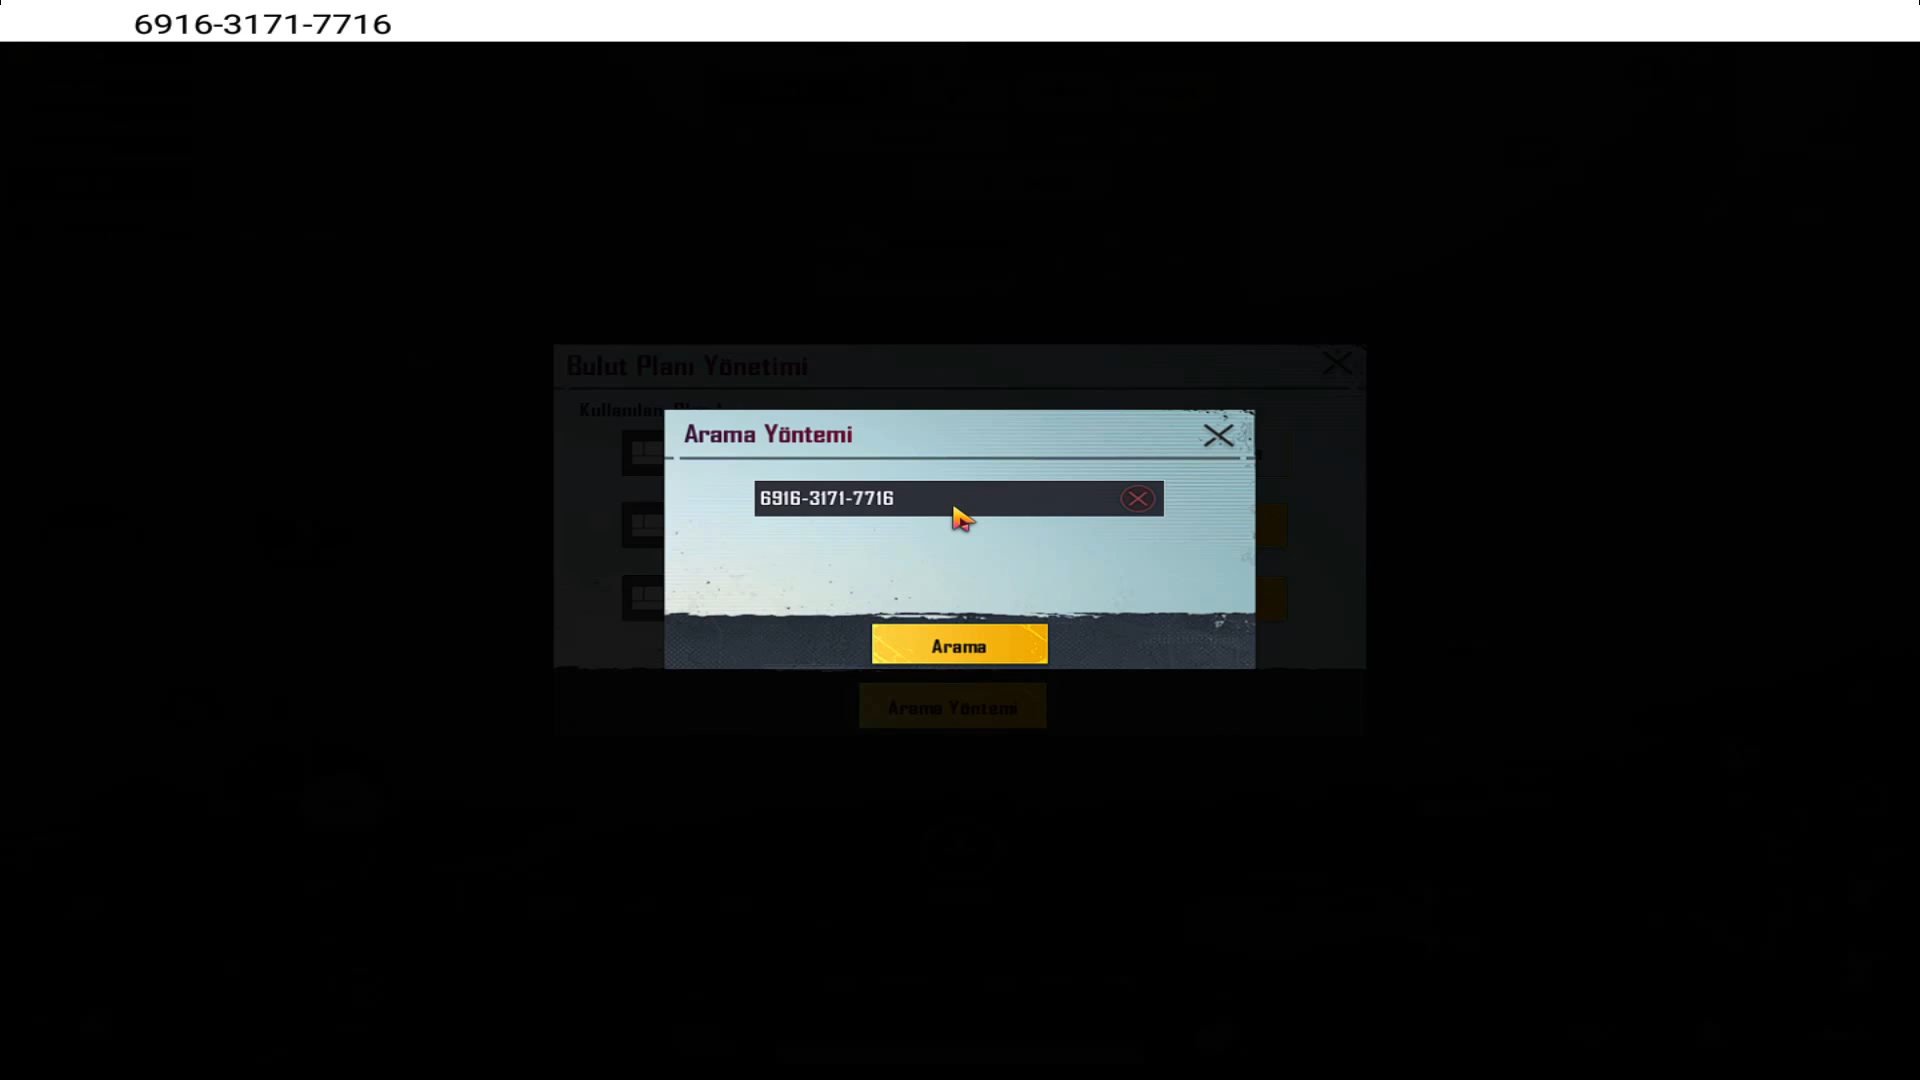 6916-3171-7716
Bulut Planı Yönetimi
Arama Yöntemi
6916-3171-7716
Arama
Arama Yöntemi